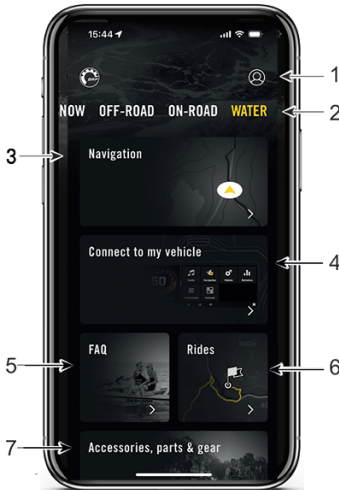 15:44
1
NOW OFF-ROAD ON-ROAD WATER
2
3
Navigation
Connect to my vehicle
4
50
5
FAQ
Rides
6
7
Accessories, parts & gear